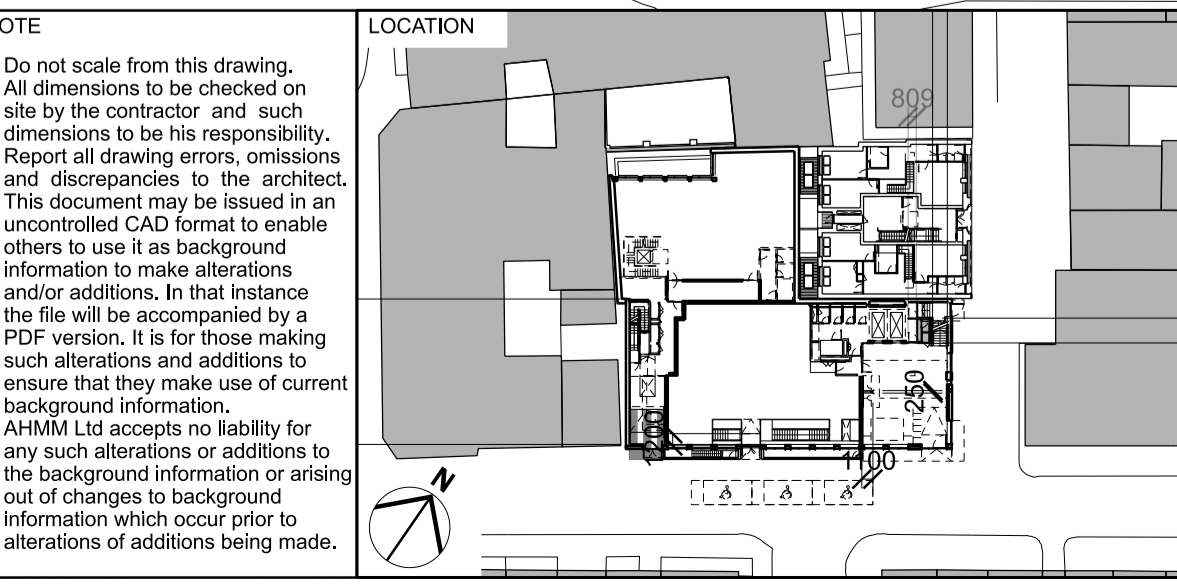 OTE
Do not scale from this drawing.
All dimensions to be checked on
site by the contractor and such
dimensions to be his responsibility.
Report all drawing errors, omissions
and discrepancies to the architect.
This document may be issued in an
uncontrolled CAD format to enable
others to use it as background
information to make alterations
and/or additions. In that instance
the file will be accompanied by a
PDF version. It is for those making
such alterations and additions to
ensure that they make use of current
background information.
AHMM Ltd accepts no liability for
any such alterations or additions to
the background information or arising
out of changes to background
information which occur prior to
alterations of additions being made.
LOCATION
809
250
1100
N